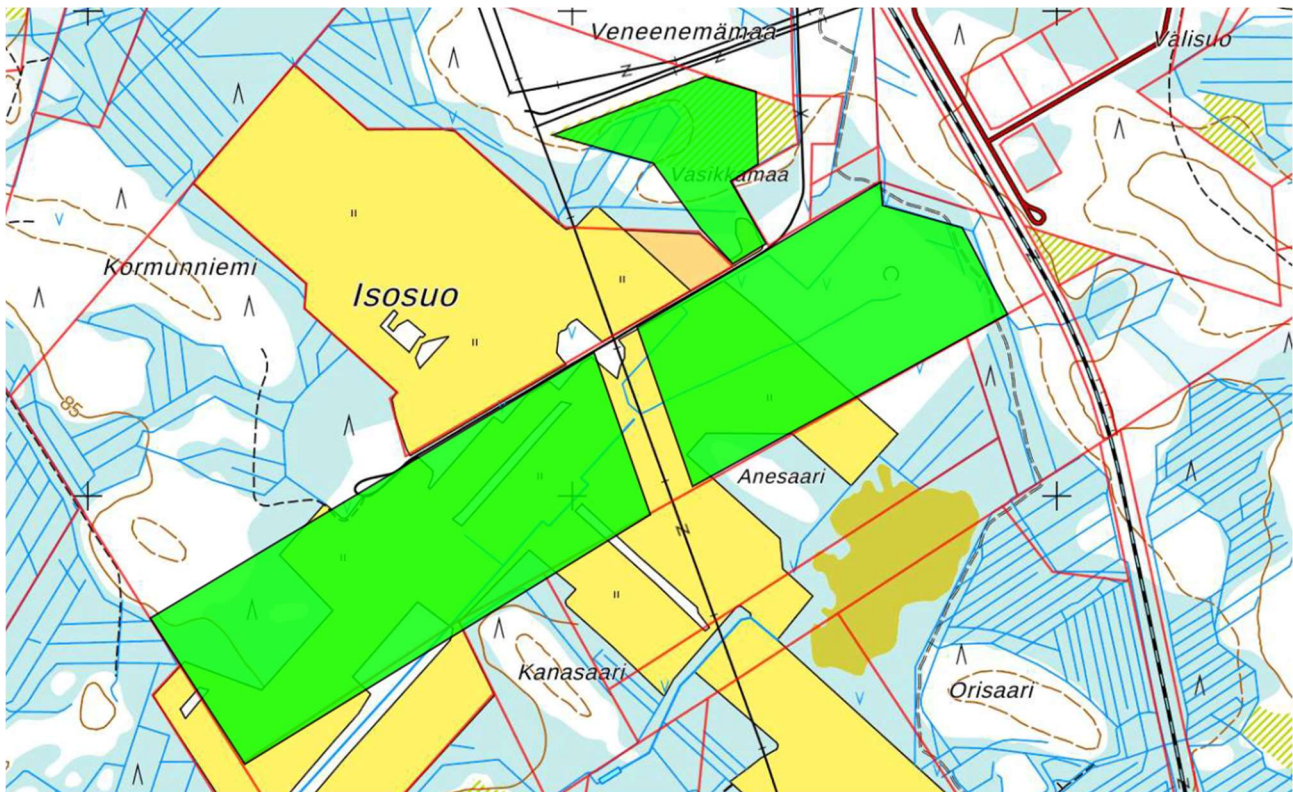 Veneenemämaa
Välisuo
Vasikkamaa
Kormunniemi
Isosuo
85
Anesaari
Kanasaari
Orisaari